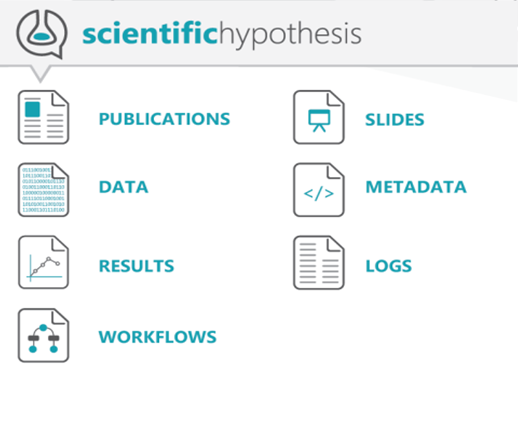 scientifichypothesis
PUBLICATIONS
SLIDES
DATA
METADATA
</>
RESULTS
LOGS
WORKFLOWS